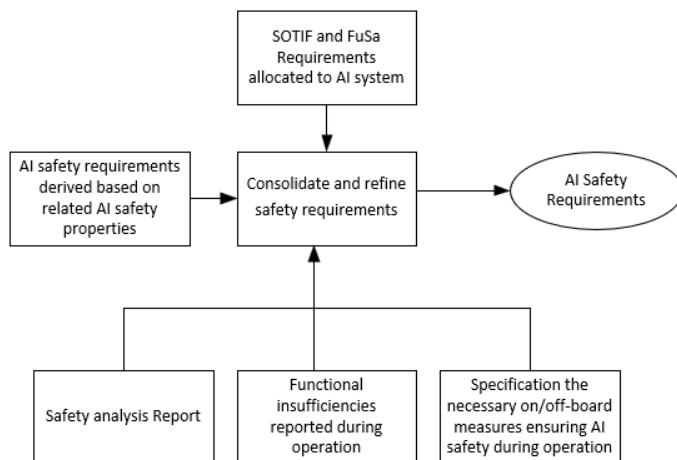 SOTIF and FuSa
Requirements
allocated to AI system
AI safety requirements
derived based on
related AI safety
properties
Consolidate and refine
safety requirements
AI Safety
Requirements
Safety analysis Report
Functional
insufficiencies
reported during
operation
Specification the
necessary on/off-board
measures ensuring AI
safety during operation